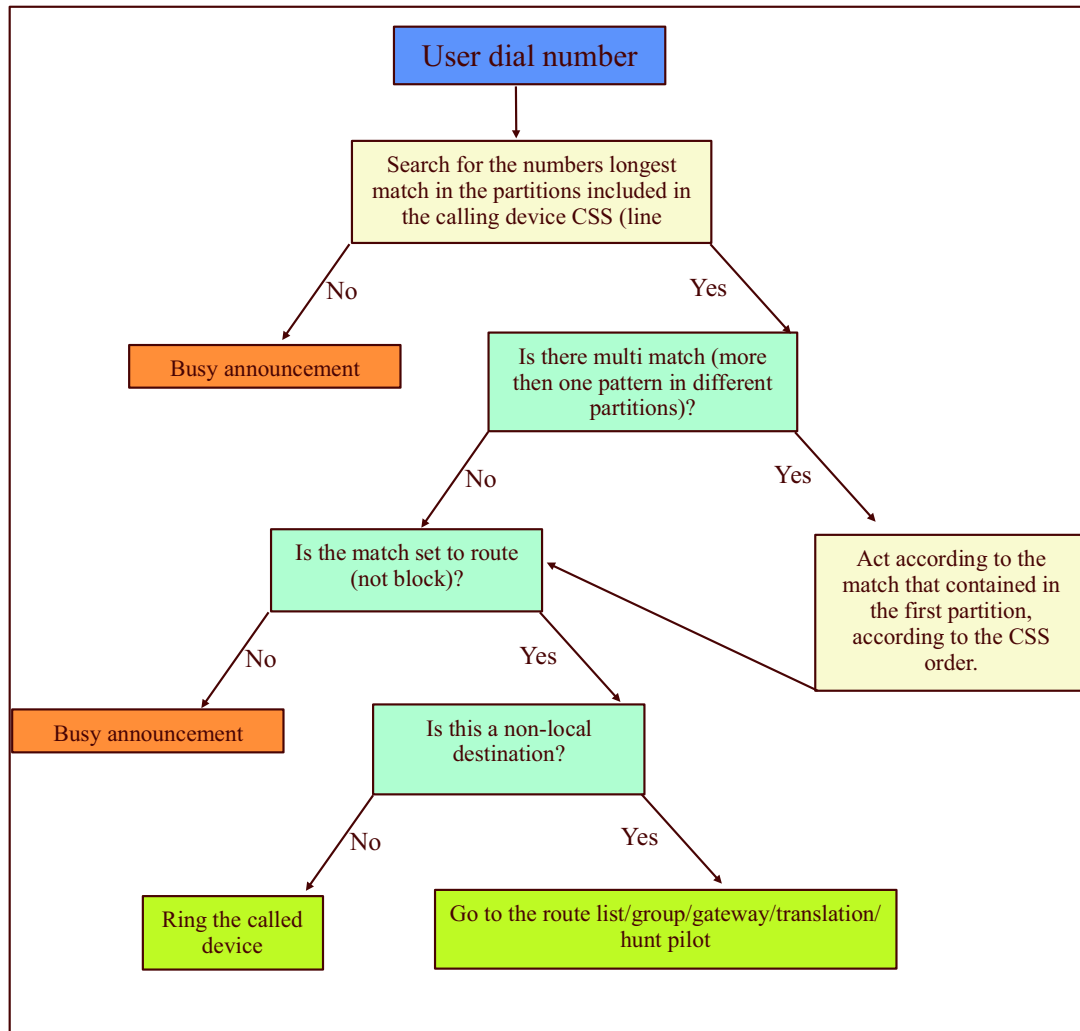 User dial number
Search for the numbers longest
match in the partitions included in
the calling device CSS (line
No
Yes
Busy announcement
Is there multi match (more
then one pattern in different
partitions)?
No
Yes
Is the match set to route
(not block)?
Act according to the
match that contained in
the first partition,
according to the CSS
order.
No
Yes
Busy announcement
Is this a non-local
destination?
No
Yes
Ring the called
device
Go to the route list/group/gateway/translation/
hunt pilot